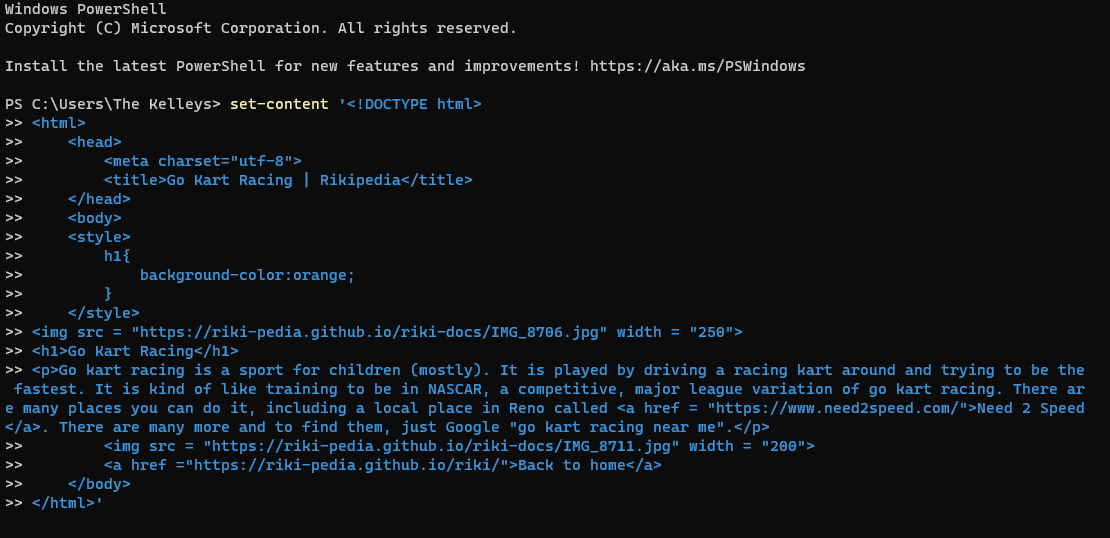 Windows PowerShell
Copyright (C) Microsoft Corporation. All rights reserved.

Install the latest PowerShell for new features and improvements! https://aka.ms/PSWindows

PS C:\Users\The Kelleys> set-content '<!DOCTYPE html>
>> <html>
>>     <head>
>>         <meta charset="utf-8">
>>         <title>Go Kart Racing | Rikipedia</title>
>>     </head>
>>     <body>
>>     <style>
>>         h1{
>>             background-color:orange;
>>         }
>>     </style>
>> <img src = "https://riki-pedia.github.io/riki-docs/IMG_8706.jpg" width = "250">
>> <h1>Go Kart Racing</h1>
>> <p>Go kart racing is a sport for children (mostly). It is played by driving a racing kart around and trying to be the
 fastest. It is kind of like training to be in NASCAR, a competitive, major league variation of go kart racing. There ar
e many places you can do it, including a local place in Reno called <a href = "https://www.need2speed.com/">Need 2 Speed
</a>. There are many more and to find them, just Google "go kart racing near me".</p>
>>         <img src = "https://riki-pedia.github.io/riki-docs/IMG_8711.jpg" width = "200">
>>         <a href ="https://riki-pedia.github.io/riki/">Back to home</a>
>>     </body>
>> </html>'